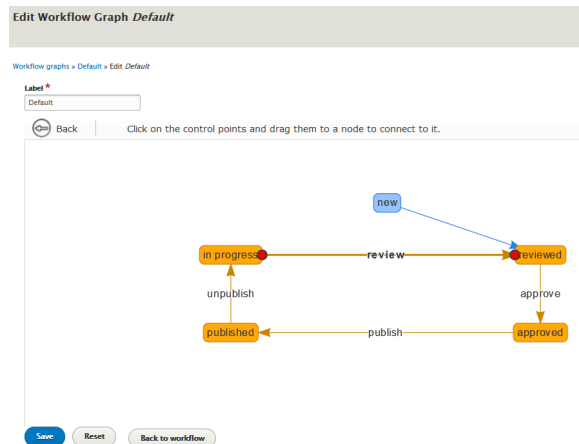 Edit Workflow Graph Default
Workflow graphs » Default » Edit Default
Label *
Default
Back
Click on the control points and drag them to a node to connect to it.
new
in progress
review
reviewed
unpublish
approve
published
publish
approved
Save
Reset
Back to workflow